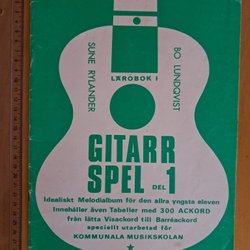 SUNE RYLANDER
BO LUNDQVIST
LÄROBOK I
GITARR
SPEL DEL 1
Idealiskt Melodialbum för den allra yngsta eleven
Innehåller även Tabeller med 300 ACKORD
från lätta Visackord till Barréackord
speciellt utarbetad för
KOMMUNALA MUSIKSKOLAN